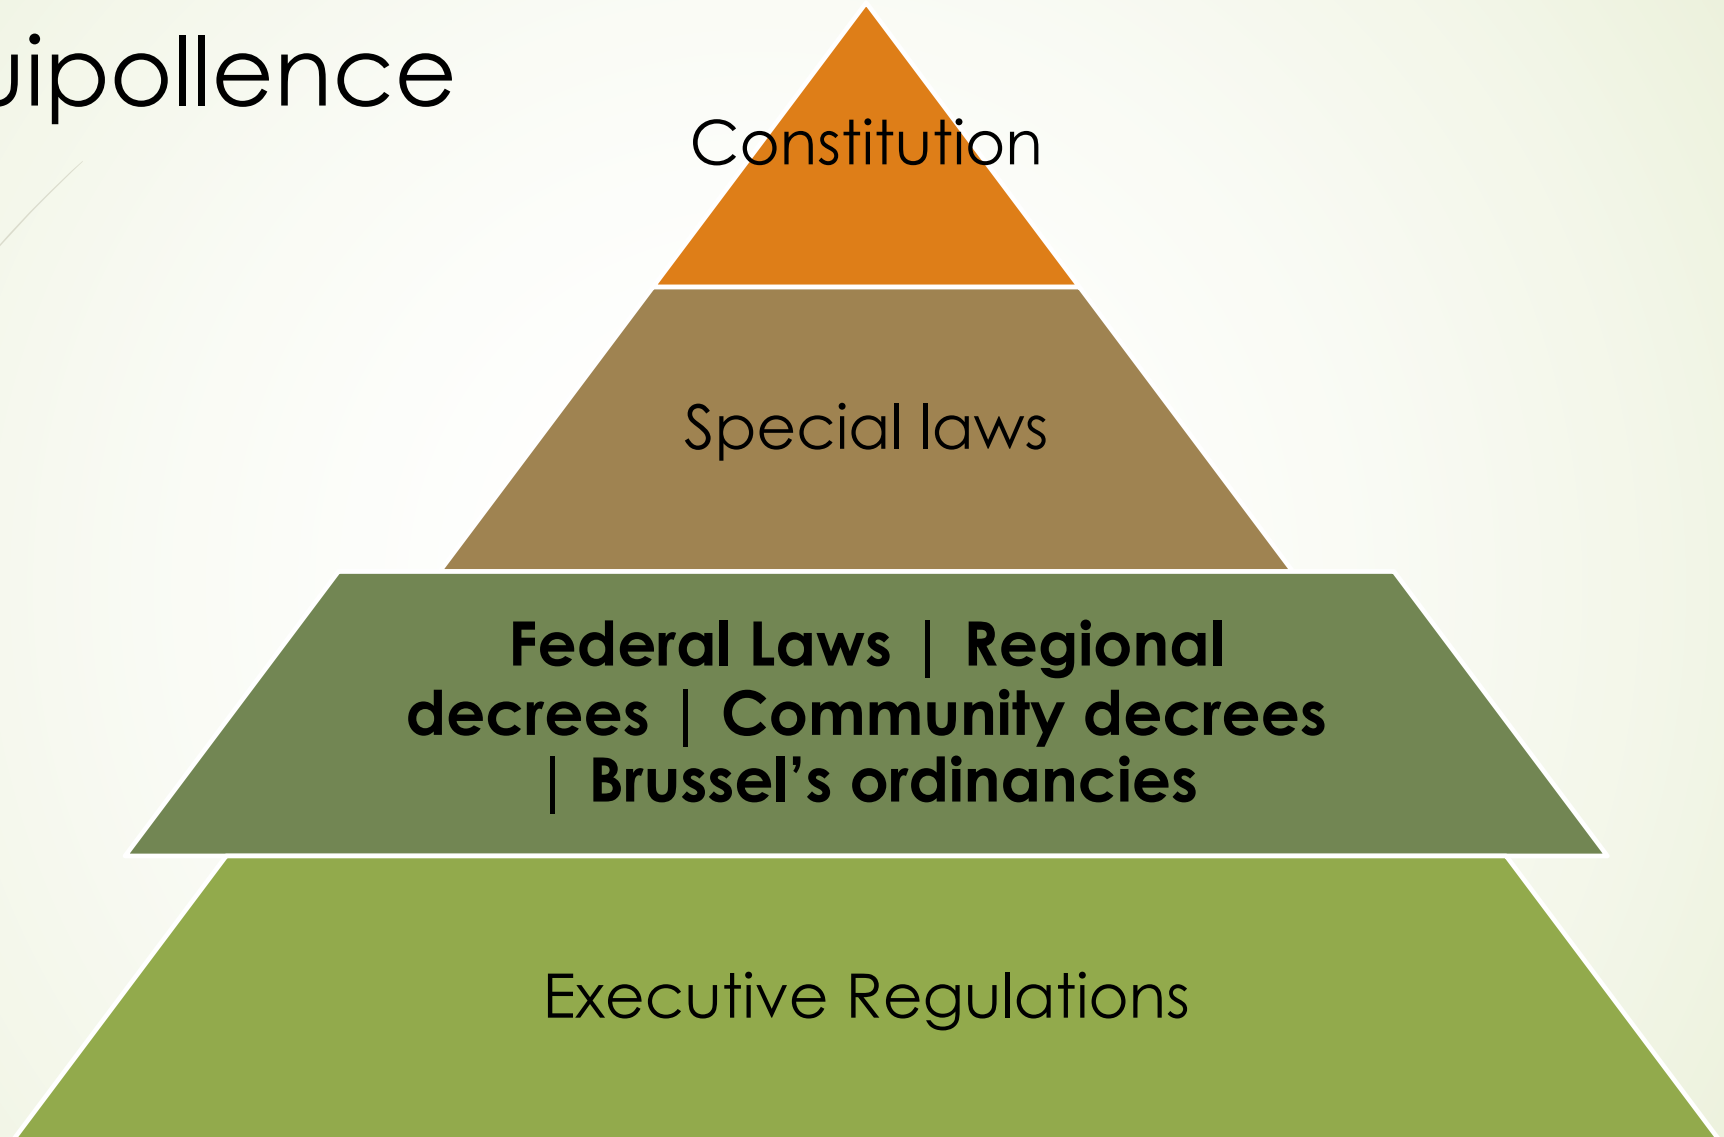 uipollence
Constitution
Special laws
Federal Laws | Regional
decrees | Community decrees
| Brussel’s ordinancies
Executive Regulations